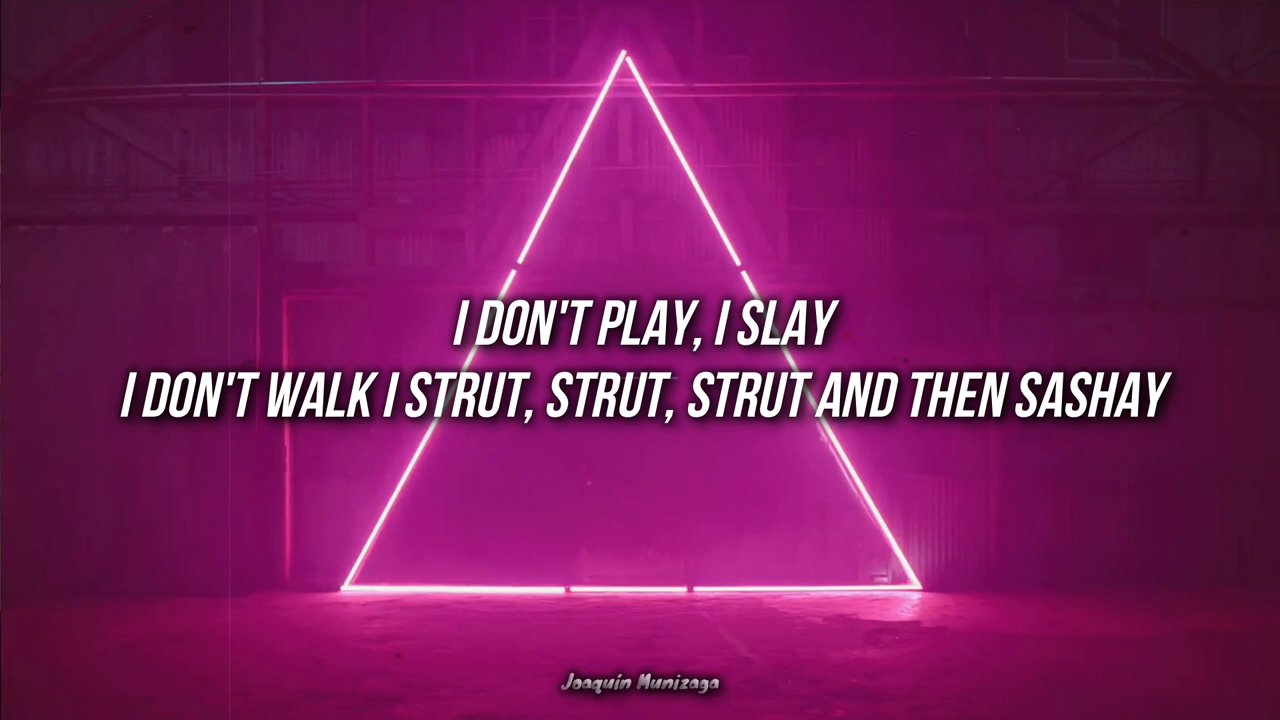 I DON'T PLAY, I SLAY
I DON'T WALK I STRUT, STRUT, STRUT AND THEN SASHAY
Joaquín Munizaga